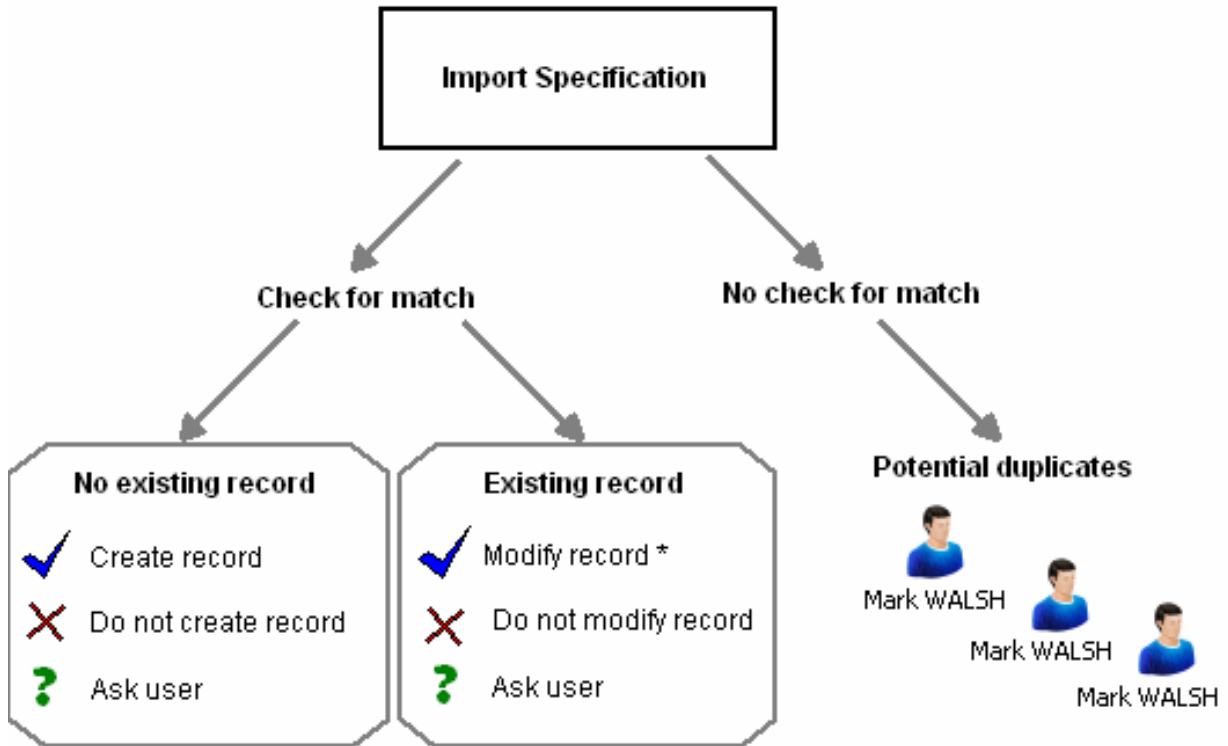 Import Specification
Check for match
No check for match
No existing record
Create record
Do not create record
Ask user
Existing record
Modify record *
Do not modify record
Ask user
Potential duplicates
Mark WALSH
Mark WALSH
Mark WALSH